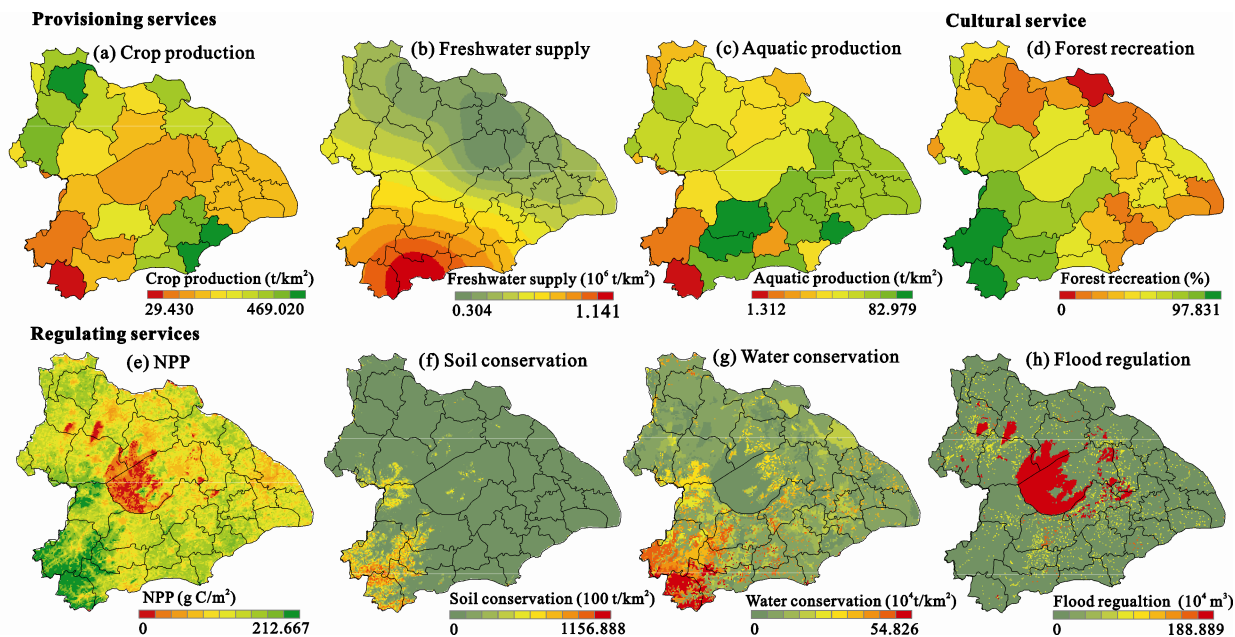 Provisioning services
Cultural service
(a) Crop production
(b) Freshwater supply
(c) Aquatic production
(d) Forest recreation
Crop production (t/km²)
29.430 469.020
Freshwater supply (10⁶ t/km²)
0.304 1.141
Aquatic production (t/km²)
1.312 82.979
Forest recreation (%)
0 97.831
Regulating services
(e) NPP
(f) Soil conservation
(g) Water conservation
(h) Flood regulation
NPP (g C/m²)
0 212.667
Soil conservation (100 t/km²)
0 1156.888
Water conservation (10⁴t/km²)
0 54.826
Flood regualtion (10⁴ m³)
0 188.889